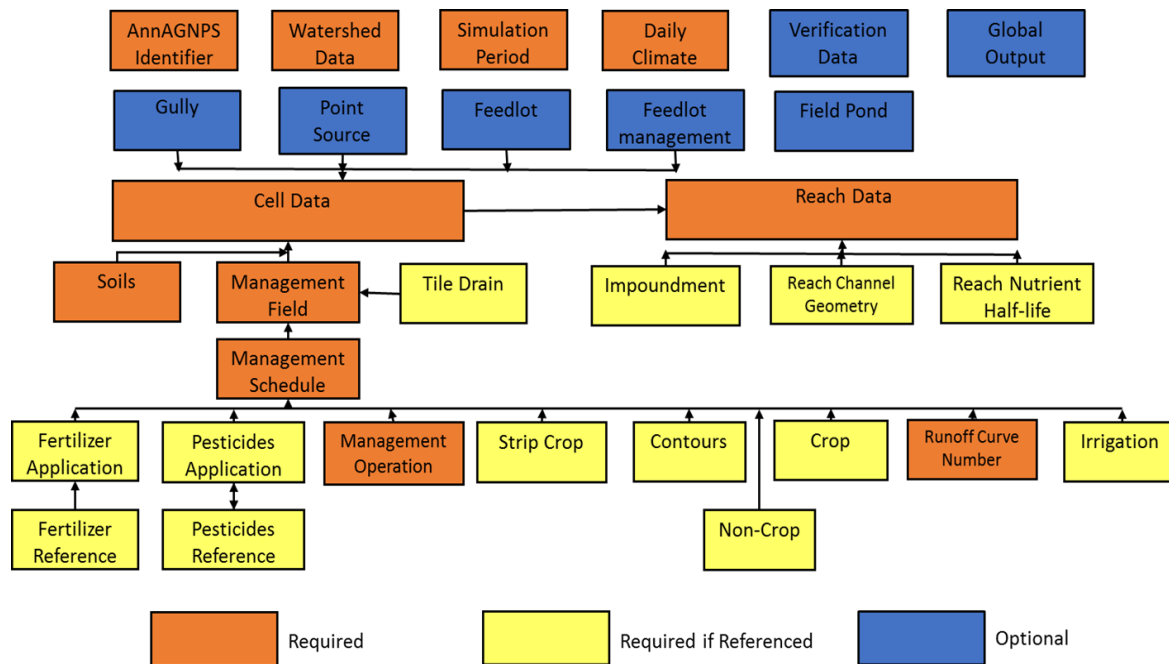 AnnAGNPS
Identifier
Watershed
Data
Simulation
Period
Daily
Climate
Verification
Data
Global
Output
Gully
Point
Source
Feedlot
Feedlot
management
Field Pond
Cell Data
Reach Data
Soils
Management
Field
Tile Drain
Impoundment
Reach Channel
Geometry
Reach Nutrient
Half-life
Management
Schedule
Fertilizer
Application
Pesticides
Application
Management
Operation
Strip Crop
Contours
Crop
Runoff Curve
Number
Irrigation
Fertilizer
Reference
Pesticides
Reference
Non-Crop
Required
Required if Referenced
Optional